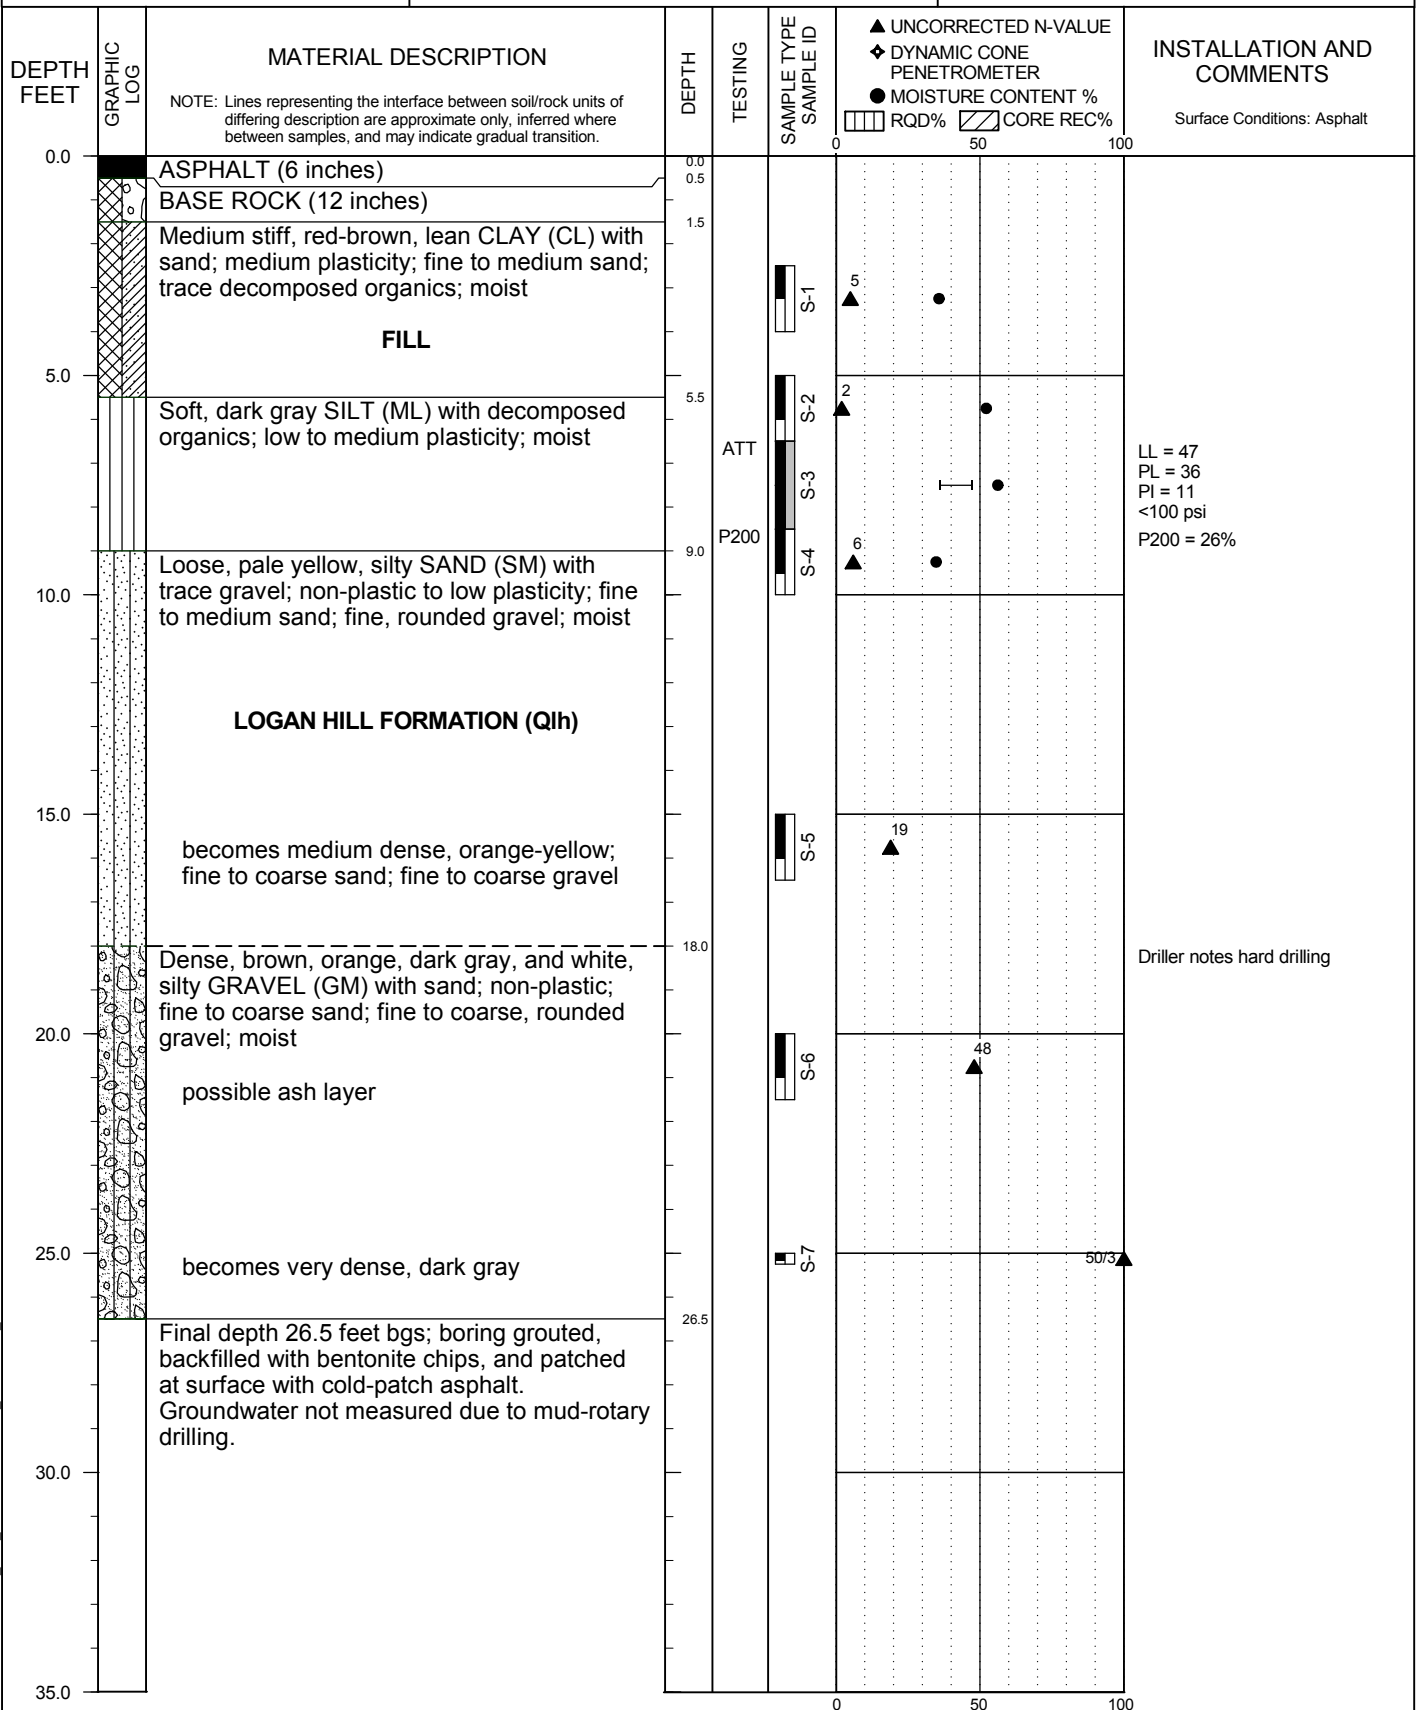 DEPTH
FEET
GRAPHIC
LOG
MATERIAL DESCRIPTION
NOTE: Lines representing the interface between soil/rock units of
differing description are approximate only, inferred where
between samples, and may indicate gradual transition.
DEPTH
TESTING
SAMPLE TYPE
SAMPLE ID
▲ UNCORRECTED N-VALUE
DYNAMIC CONE
PENETROMETER
● MOISTURE CONTENT %
RQD% CORE REC%
0 50 100
INSTALLATION AND
COMMENTS
Surface Conditions: Asphalt
0.0
ASPHALT (6 inches)
0.0
0.5
BASE ROCK (12 inches)
1.5
Medium stiff, red-brown, lean CLAY (CL) with
sand; medium plasticity; fine to medium sand;
trace decomposed organics; moist
S-1
5
FILL
5.0
5.5
Soft, dark gray SILT (ML) with decomposed
organics; low to medium plasticity; moist
S-2
2
ATT
S-3
LL = 47
PL = 36
PI = 11
<100 psi
P200
P200 = 26%
9.0
Loose, pale yellow, silty SAND (SM) with
trace gravel; non-plastic to low plasticity; fine
to medium sand; fine, rounded gravel; moist
S-4
6
10.0
LOGAN HILL FORMATION (Qlh)
15.0
becomes medium dense, orange-yellow;
fine to coarse sand; fine to coarse gravel
S-5
19
18.0
Dense, brown, orange, dark gray, and white,
silty GRAVEL (GM) with sand; non-plastic;
fine to coarse sand; fine to coarse, rounded
gravel; moist
Driller notes hard drilling
20.0
possible ash layer
S-6
48
25.0
becomes very dense, dark gray
S-7
50/3
26.5
Final depth 26.5 feet bgs; boring grouted,
backfilled with bentonite chips, and patched
at surface with cold-patch asphalt.
Groundwater not measured due to mud-rotary
drilling.
30.0
35.0
0 50 100